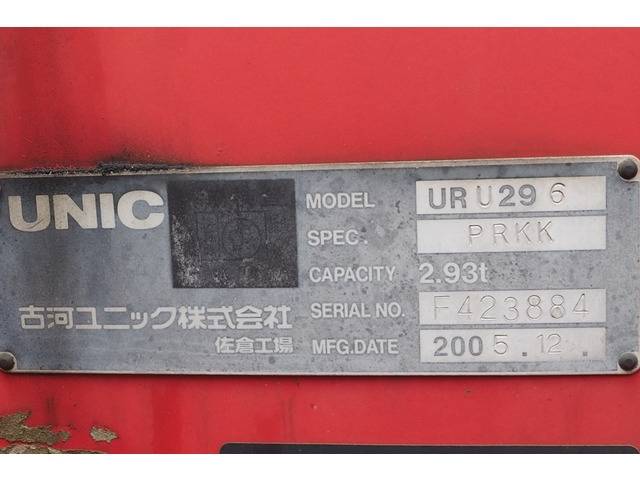 UNIC
MODEL URU296
SPEC. PRKK
CAPACITY 2.93t
古河ユニック株式会社
佐倉工場
SERIAL NO. F423884
MFG.DATE 2005.12.